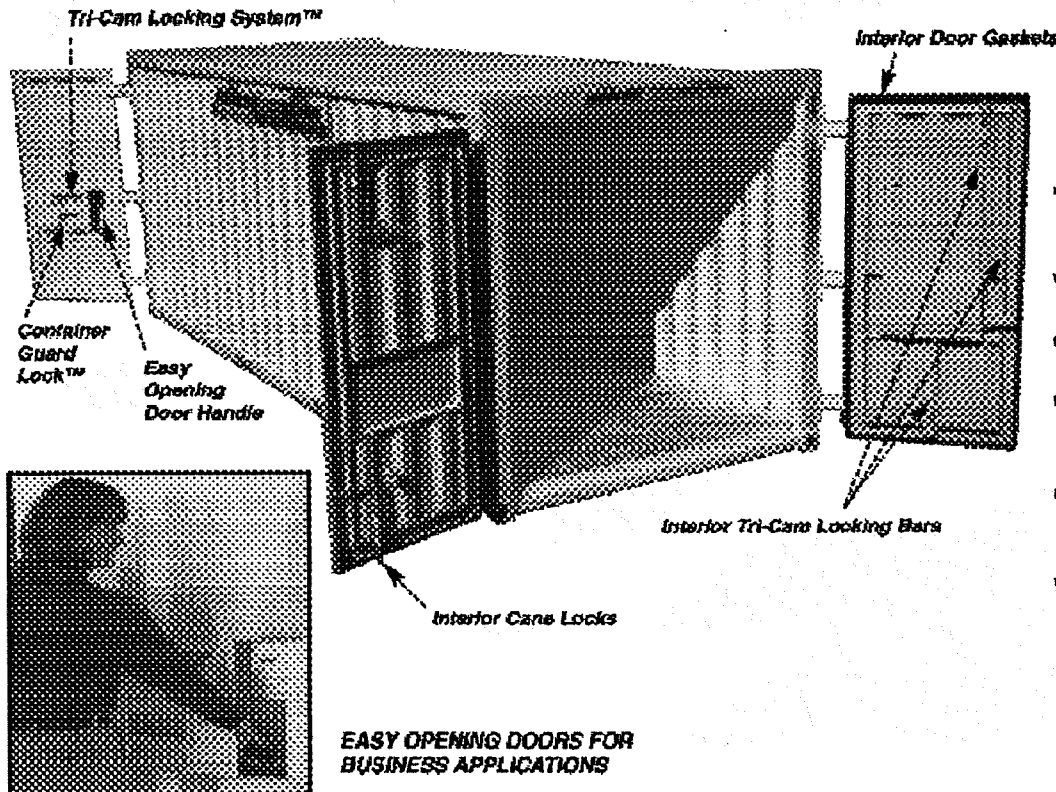 Tri-Cam Locking System™
Interior Door Gaskets
Container
Guard
Lock™
Easy
Opening
Door Handle
Interior Tri-Cam Locking Bars
Interior Cane Locks
EASY OPENING DOORS FOR
BUSINESS APPLICATIONS